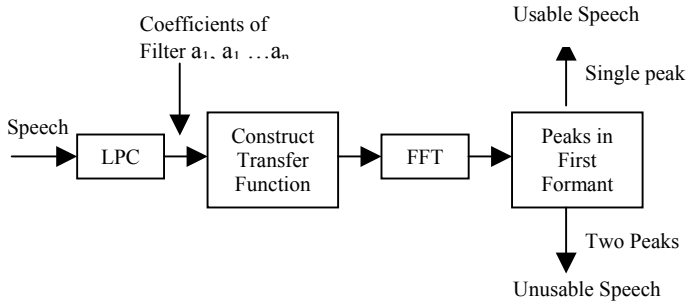 Coefficients of
Filter a1, a1 …an
Usable Speech
Single peak
Speech
LPC
Construct
Transfer
Function
FFT
Peaks in
First
Formant
Two Peaks
Unusable Speech